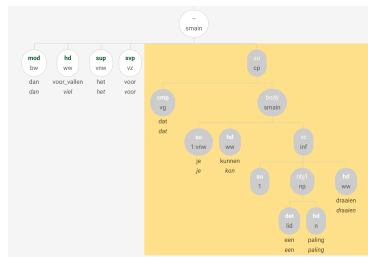 --
smain
mod hd sup svp su
bw ww vnw vz cp
dan voor_vallen het voor
dan viel het voor
cmp body
vg smain
dat
dat
su hd vc
1:vnw ww inf
je kunnen
je kon
su obj1 hd
1 np ww
draaien
draaien
det hd
lid n
een paling
een paling